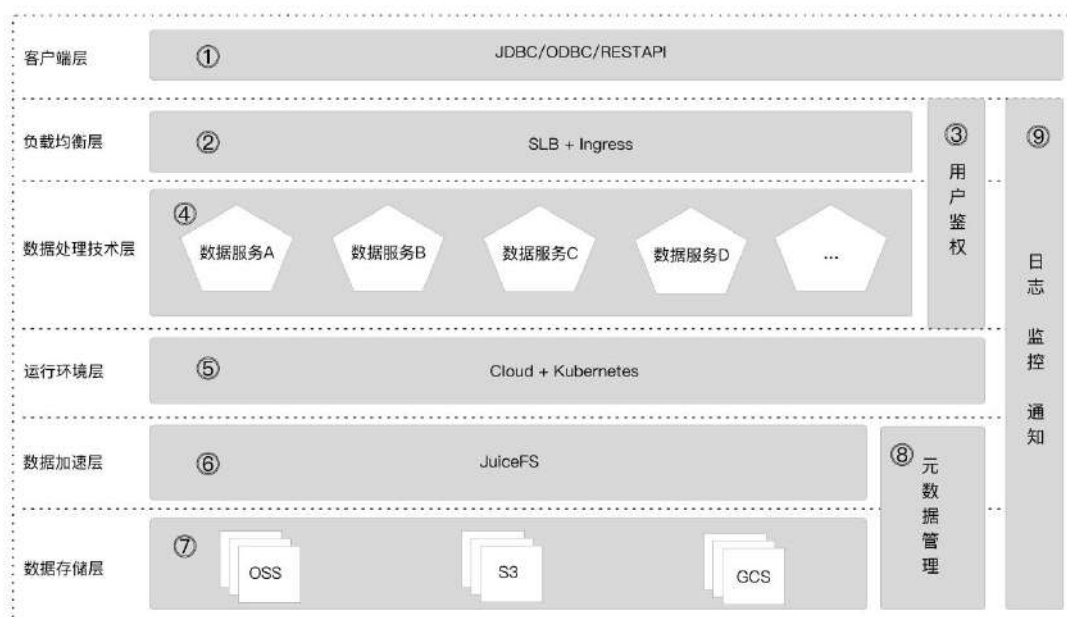 客户端层
①
JDBC/ODBC/RESTAPI
负载均衡层
②
SLB + Ingress
③
用户鉴权
⑨
日志 监控 通知
数据处理技术层
④
数据服务A
数据服务B
数据服务C
数据服务D
...
运行环境层
⑤
Cloud + Kubernetes
数据加速层
⑥
JuiceFS
⑧
元数据管理
数据存储层
⑦
OSS
S3
GCS